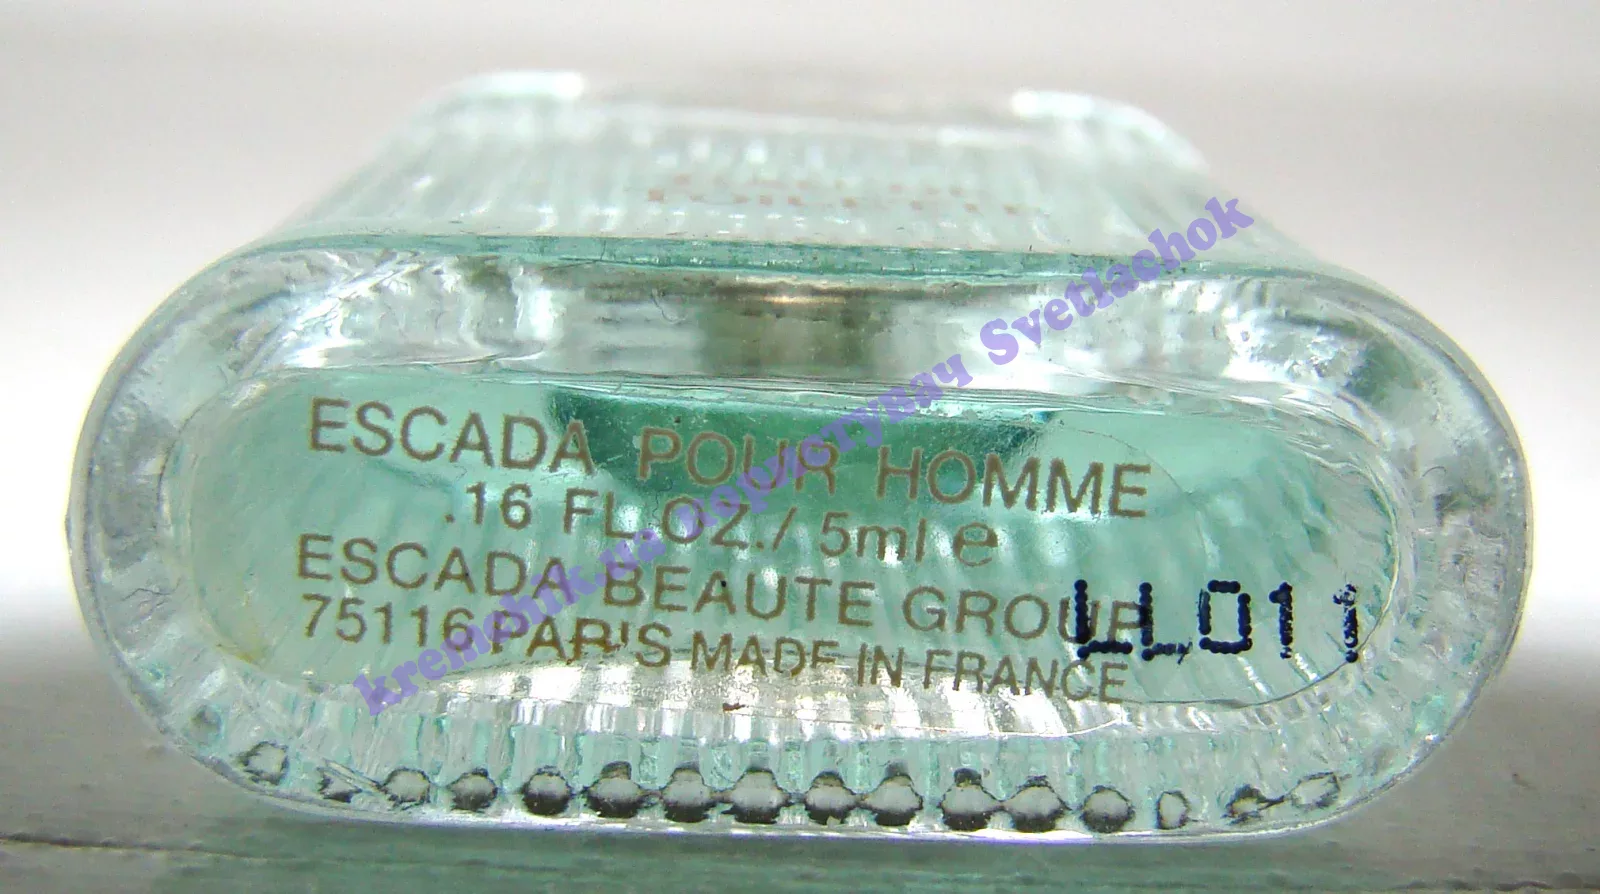 TOILETTE
ESCADA POUR HOMME
.16 FL.OZ./ 5ml e
ESCADA BEAUTE GROUP
75116 PARIS MADE IN FRANCE
LL011
kremchik.ua Svetlachok